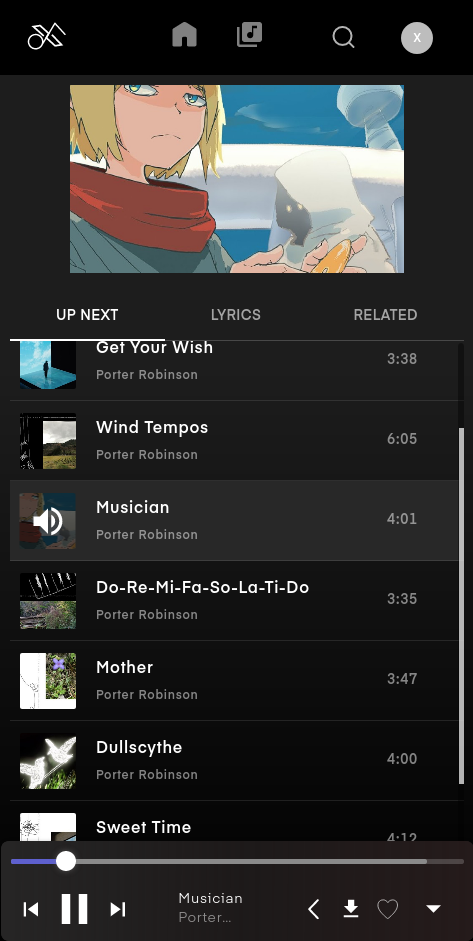 X
UP NEXT
LYRICS
RELATED
Get Your Wish
3:38
Porter Robinson
Wind Tempos
6:05
Porter Robinson
Musician
4:01
Porter Robinson
Do-Re-Mi-Fa-So-La-Ti-Do
3:35
Porter Robinson
Mother
3:47
Porter Robinson
Dullscythe
4:00
Porter Robinson
Sweet Time
4:12
Musician
Porter...